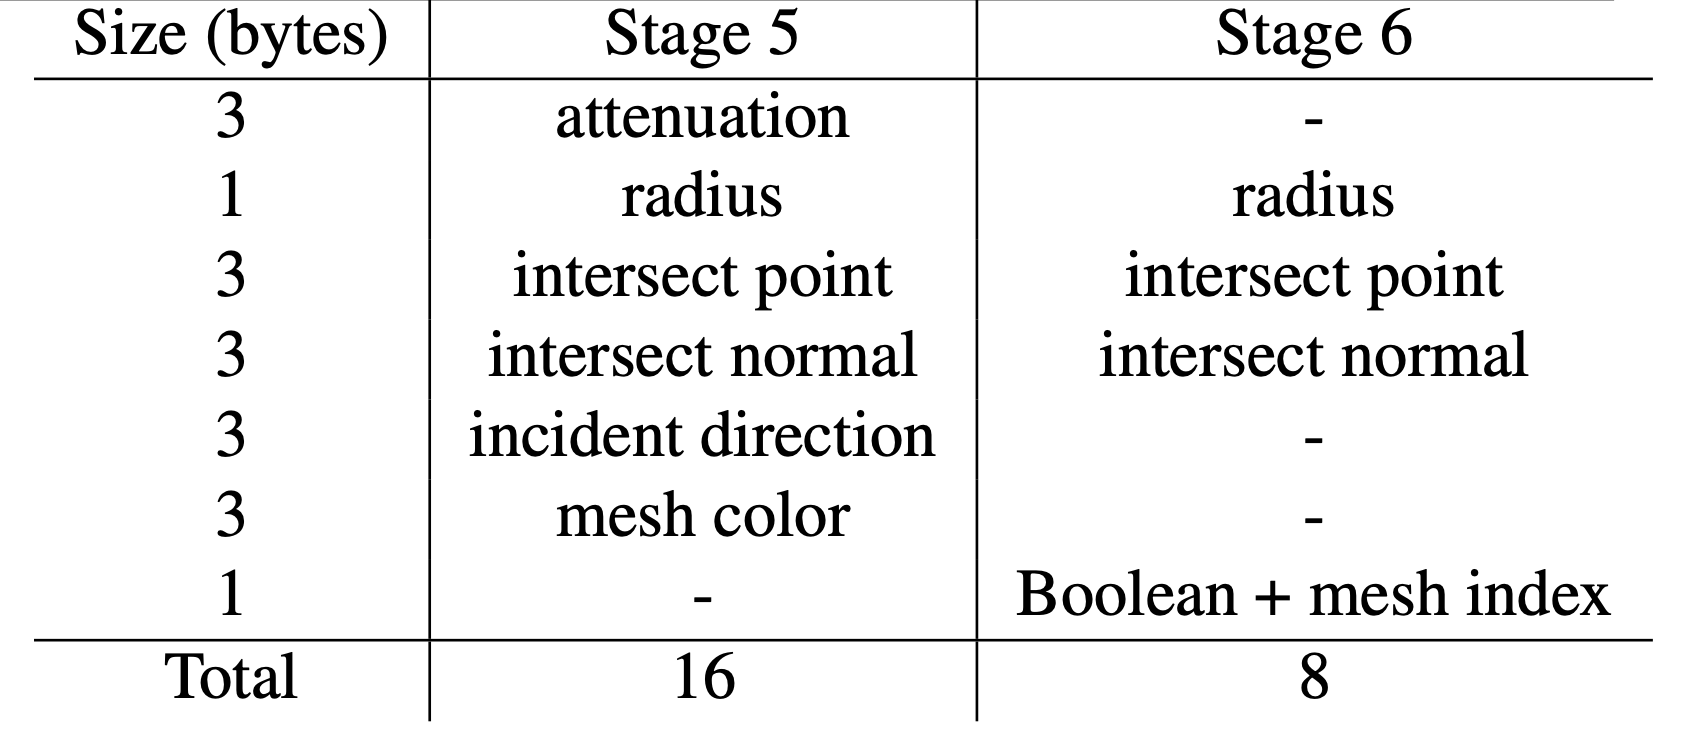 Size (bytes) Stage 5 Stage 6
3 attenuation -
1 radius radius
3 intersect point intersect point
3 intersect normal intersect normal
3 incident direction -
3 mesh color -
1 - Boolean + mesh index
Total 16 8